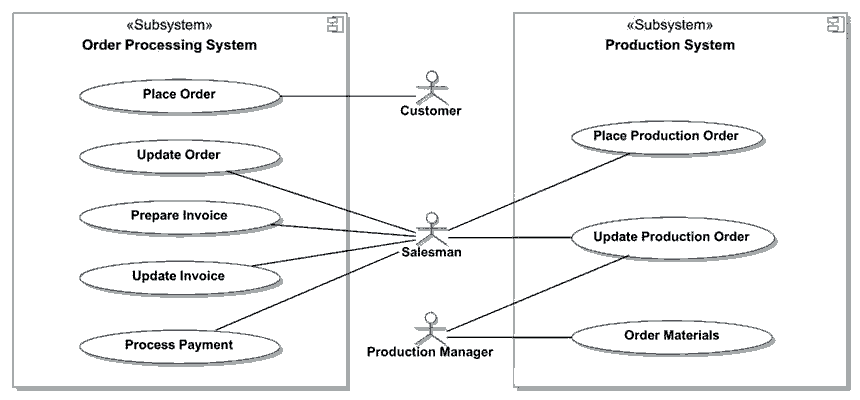 «Subsystem»
Order Processing System
Place Order
Update Order
Prepare Invoice
Update Invoice
Process Payment
Customer
Salesman
Production Manager
«Subsystem»
Production System
Place Production Order
Update Production Order
Order Materials